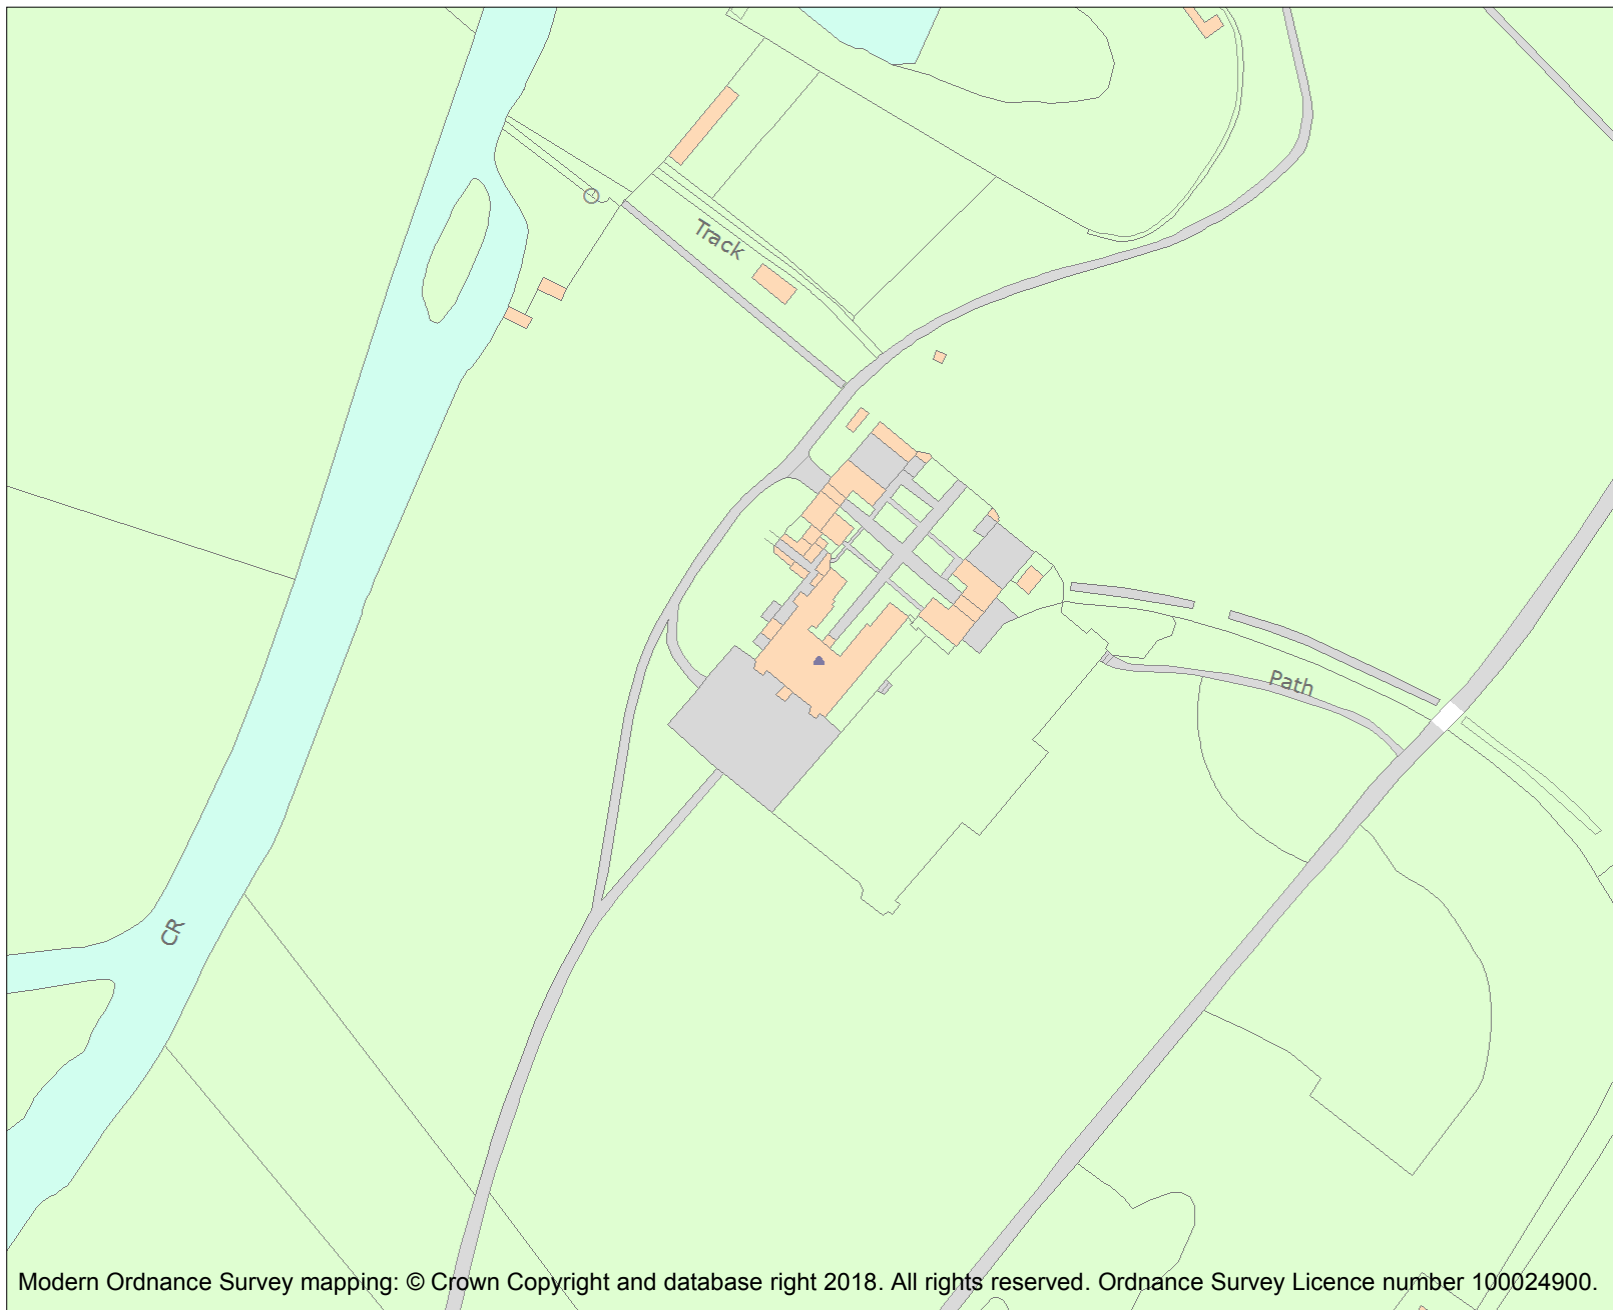 Track
Path
CR
Modern Ordnance Survey mapping: © Crown Copyright and database right 2018. All rights reserved. Ordnance Survey Licence number 100024900.